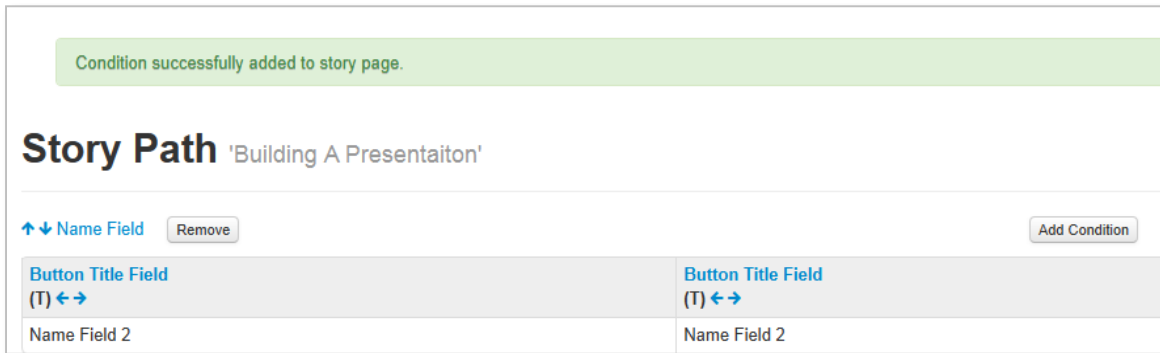 Condition successfully added to story page.
Story Path 'Building A Presentaiton'
Name Field Remove Add Condition
Button Title Field Button Title Field
(T) (T)
Name Field 2 Name Field 2